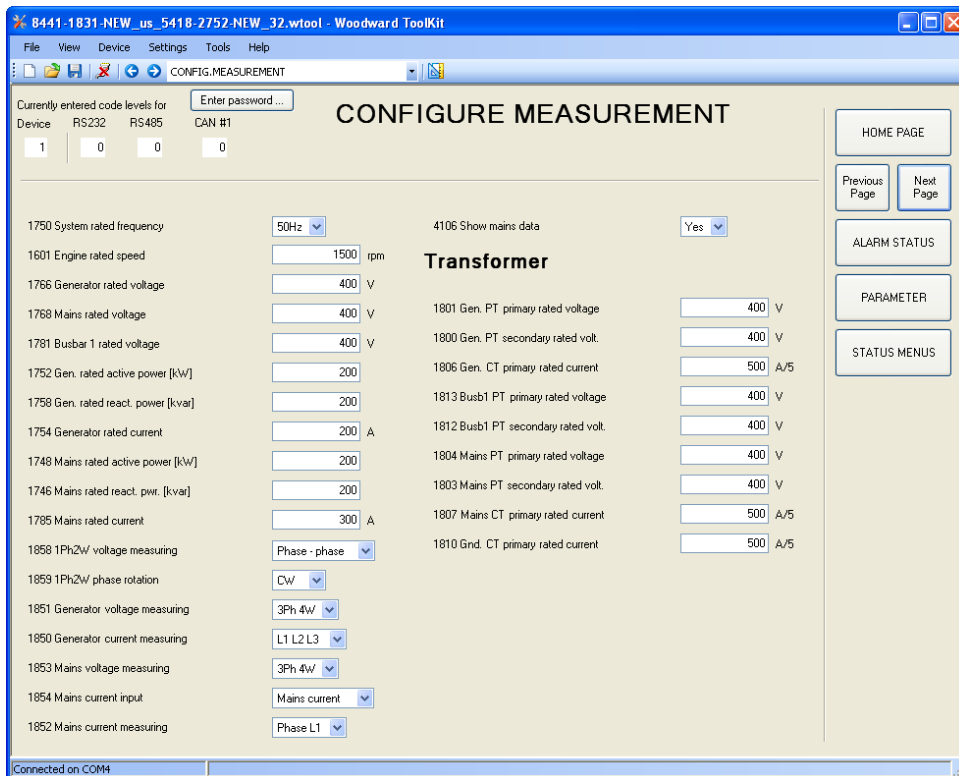 8441-1831-NEW_us_5418-2752-NEW_32.wtool - Woodward ToolKit
File View Device Settings Tools Help
CONFIG.MEASUREMENT
Currently entered code levels for
Enter password ...
Device RS232 RS485 CAN #1
1 0 0 0
CONFIGURE MEASUREMENT
HOME PAGE
Previous Page
Next Page
ALARM STATUS
PARAMETER
STATUS MENUS
1750 System rated frequency 50Hz
1601 Engine rated speed 1500 rpm
1766 Generator rated voltage 400 V
1768 Mains rated voltage 400 V
1781 Busbar 1 rated voltage 400 V
1752 Gen. rated active power [kW] 200
1758 Gen. rated react. power [kvar] 200
1754 Generator rated current 200 A
1748 Mains rated active power [kW] 200
1746 Mains rated react. pwr. [kvar] 200
1785 Mains rated current 300 A
1858 1Ph2W voltage measuring Phase - phase
1859 1Ph2W phase rotation CW
1851 Generator voltage measuring 3Ph 4W
1850 Generator current measuring L1 L2 L3
1853 Mains voltage measuring 3Ph 4W
1854 Mains current input Mains current
1852 Mains current measuring Phase L1
4106 Show mains data Yes
Transformer
1801 Gen. PT primary rated voltage 400 V
1800 Gen. PT secondary rated volt. 400 V
1806 Gen. CT primary rated current 500 A/5
1813 Busb1 PT primary rated voltage 400 V
1812 Busb1 PT secondary rated volt. 400 V
1804 Mains PT primary rated voltage 400 V
1803 Mains PT secondary rated volt. 400 V
1807 Mains CT primary rated current 500 A/5
1810 Gnd. CT primary rated current 500 A/5
Connected on COM4